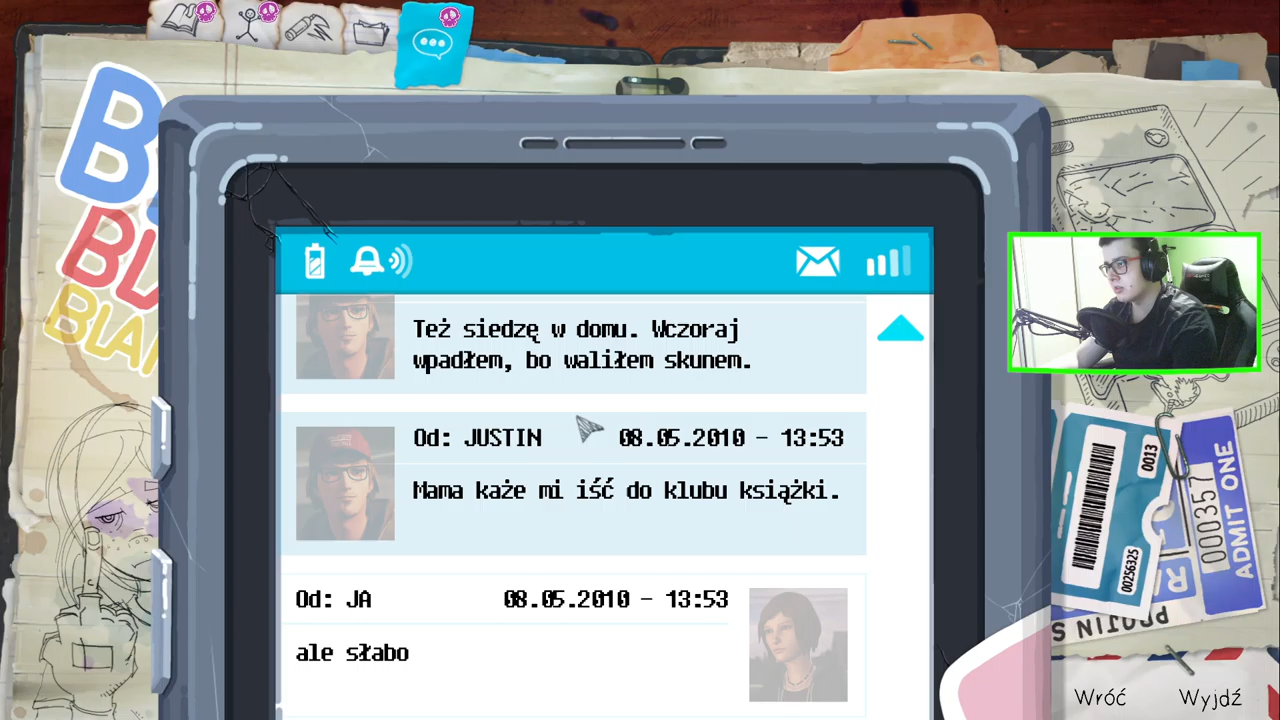 Też siedzę w domu. Wczoraj
wpadłem, bo waliłem skunem.
Od: JUSTIN 08.05.2010 - 13:53
Mama każe mi iść do klubu książki.
Od: JA 08.05.2010 - 13:53
ale słabo
0013
00256325
000357
ADMIT ONE
Wróć Wyjdź